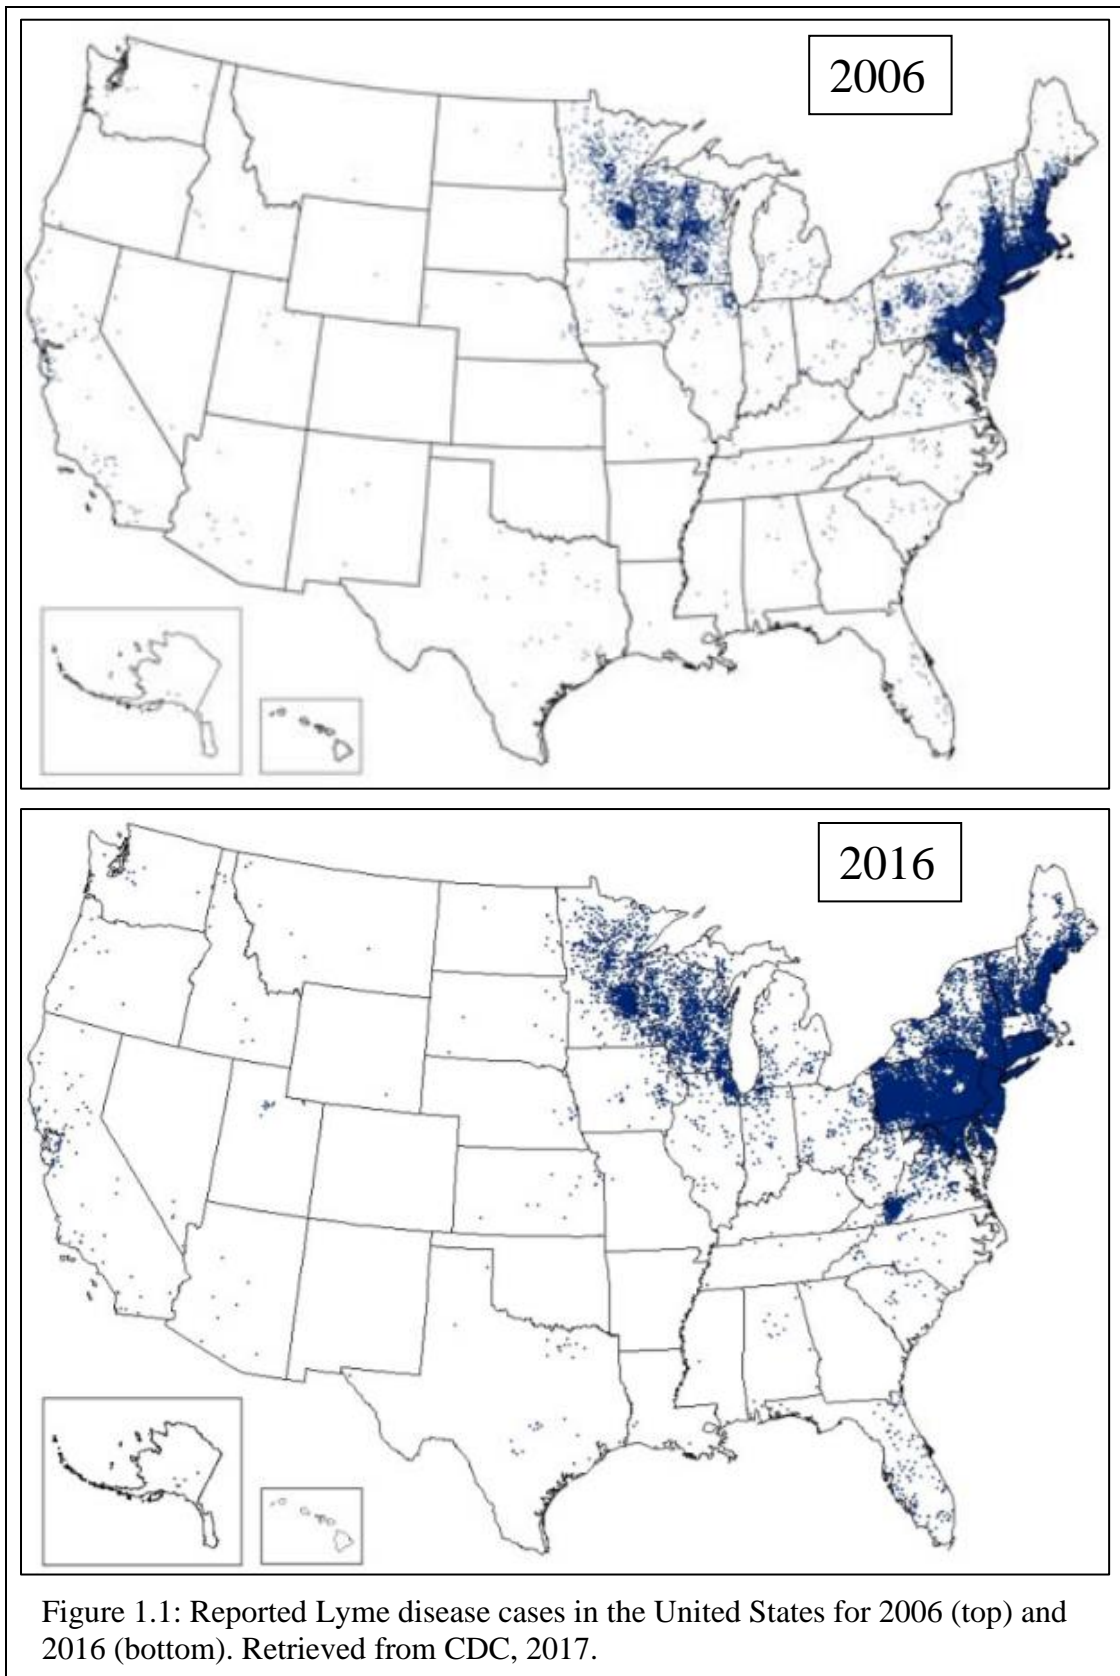 2006
2016
Figure 1.1: Reported Lyme disease cases in the United States for 2006 (top) and
2016 (bottom). Retrieved from CDC, 2017.